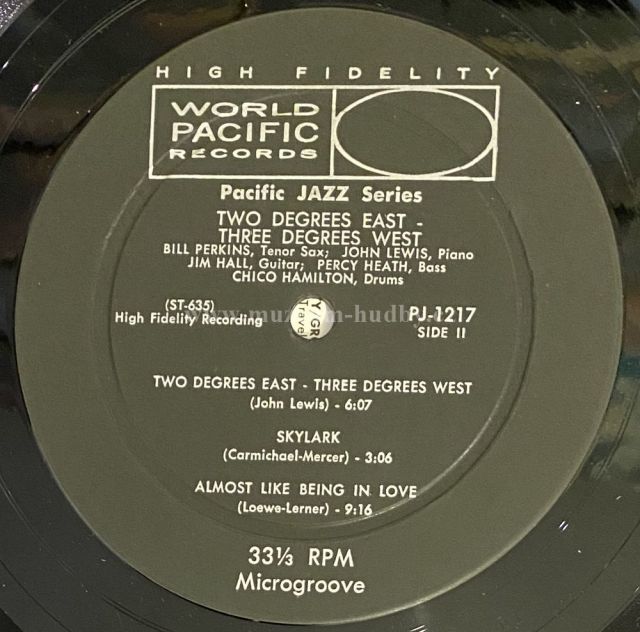 HIGH FIDELITY
WORLD
PACIFIC
RECORDS
Pacific JAZZ Series
TWO DEGREES EAST -
THREE DEGREES WEST
BILL PERKINS, Tenor Sax; JOHN LEWIS, Piano
JIM HALL, Guitar; PERCY HEATH, Bass
CHICO HAMILTON, Drums
(ST-635)
High Fidelity Recording
Y/GR
Travel
PJ-1217
SIDE II
TWO DEGREES EAST - THREE DEGREES WEST
(John Lewis) - 6:07
SKYLARK
(Carmichael-Mercer) - 3:06
ALMOST LIKE BEING IN LOVE
(Loewe-Lerner) - 9:16
33⅓ RPM
Microgroove